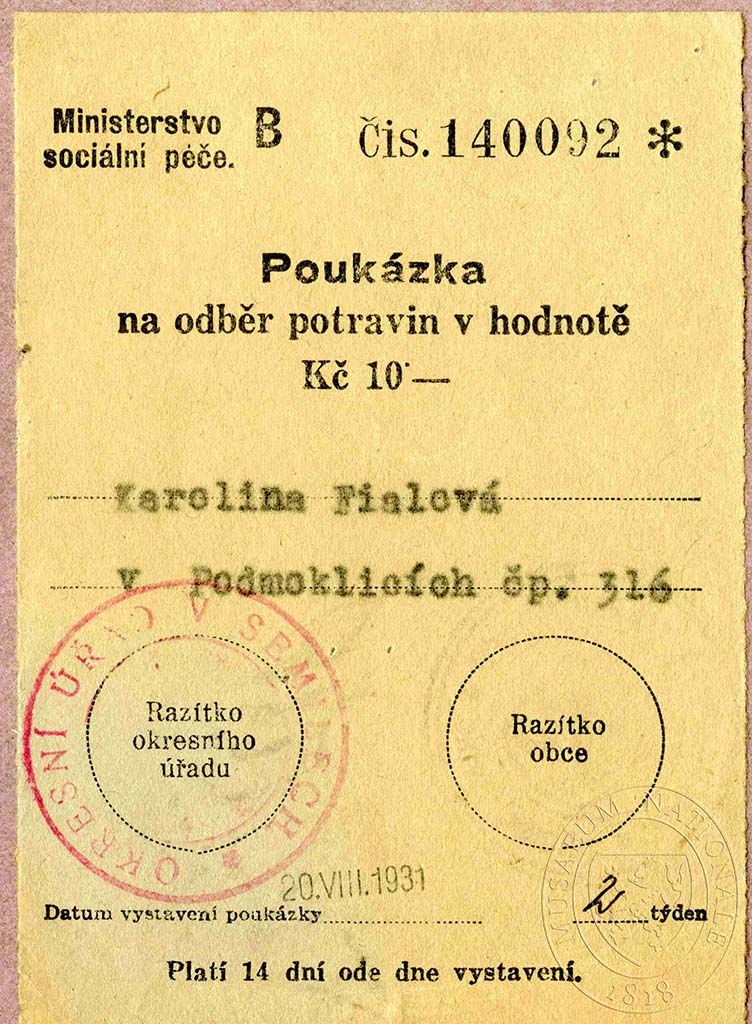 Ministerstvo B čis. 140092 *
sociální péče.
Poukázka
na odběr potravin v hodnotě
Kč 10·—
Karolina Fialová
v Podmoklicích čp. 316
OKRESNÍ ÚŘAD V SEMILECH *
Razítko
okresního
úřadu
Razítko
obce
20.VIII.1931
Datum vystavení poukázky
2 týden
Platí 14 dní ode dne vystavení.
MUSAEUM NATIONALE
1818